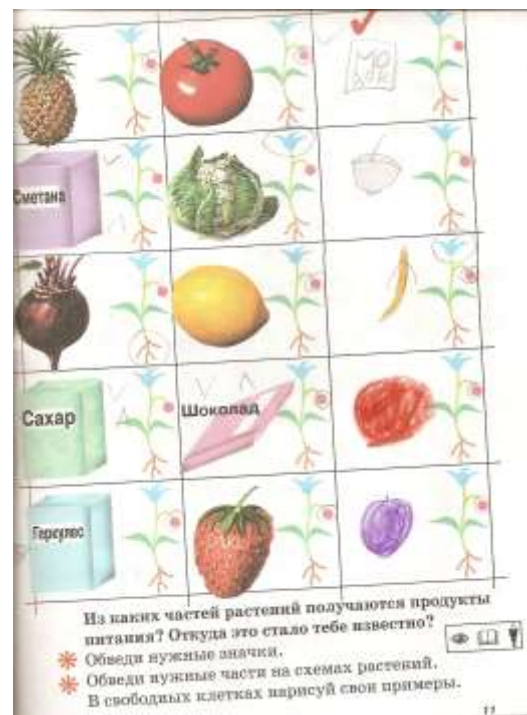 МО
Сметана
Сахар
Шоколад
Геркулес
Из каких частей растений получаются продукты
питания? Откуда это стало тебе известно?
Обведи нужные значки.
Обведи нужные части на схемах растений.
В свободных клетках нарисуй свои примеры.
11